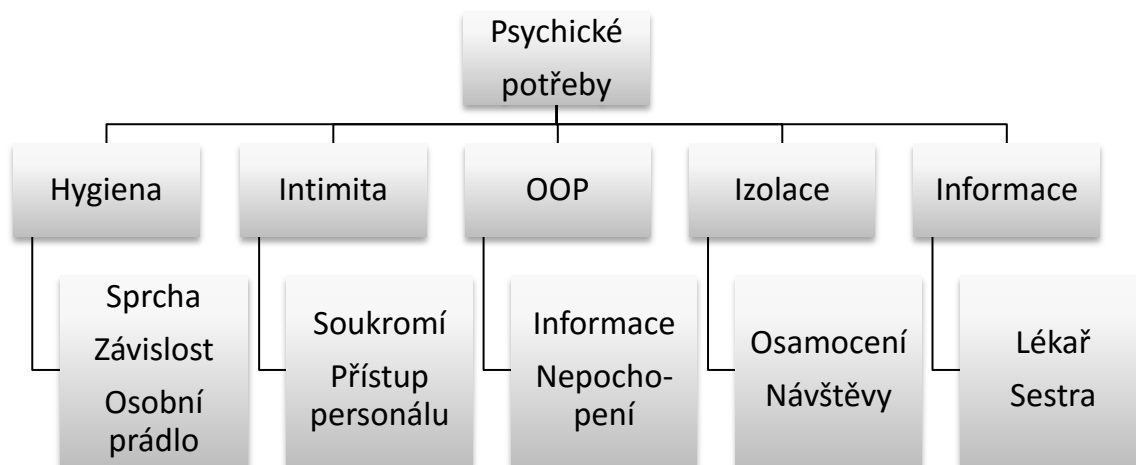 Psychické
potřeby
Hygiena
Intimita
OOP
Izolace
Informace
Sprcha
Závislost
Osobní
prádlo
Soukromí
Přístup
personálu
Informace
Nepocho-
pení
Osamocení
Návštěvy
Lékař
Sestra